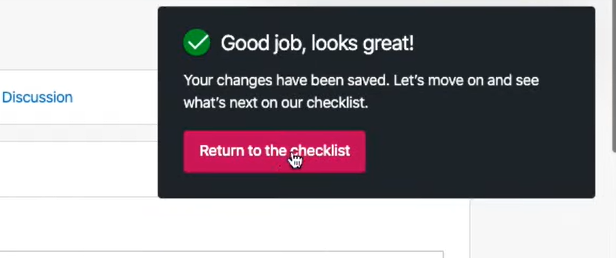 Good job, looks great!
Your changes have been saved. Let's move on and see
what's next on our checklist.
Discussion
Return to the checklist